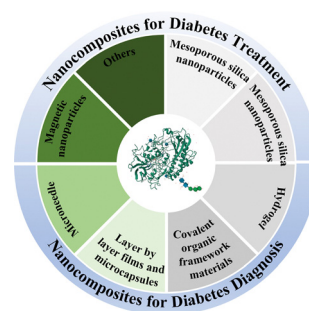 Nanocomposites for Diabetes Treatment
Others
Mesoporous silica
nanoparticles
Mesoporous silica
nanoparticles
Hydrogel
Covalent
organic
framework
materials
Layer by
layer films and
microcapsules
Microneedle
Magnetic
nanoparticles
Nanocomposites for Diabetes Diagnosis